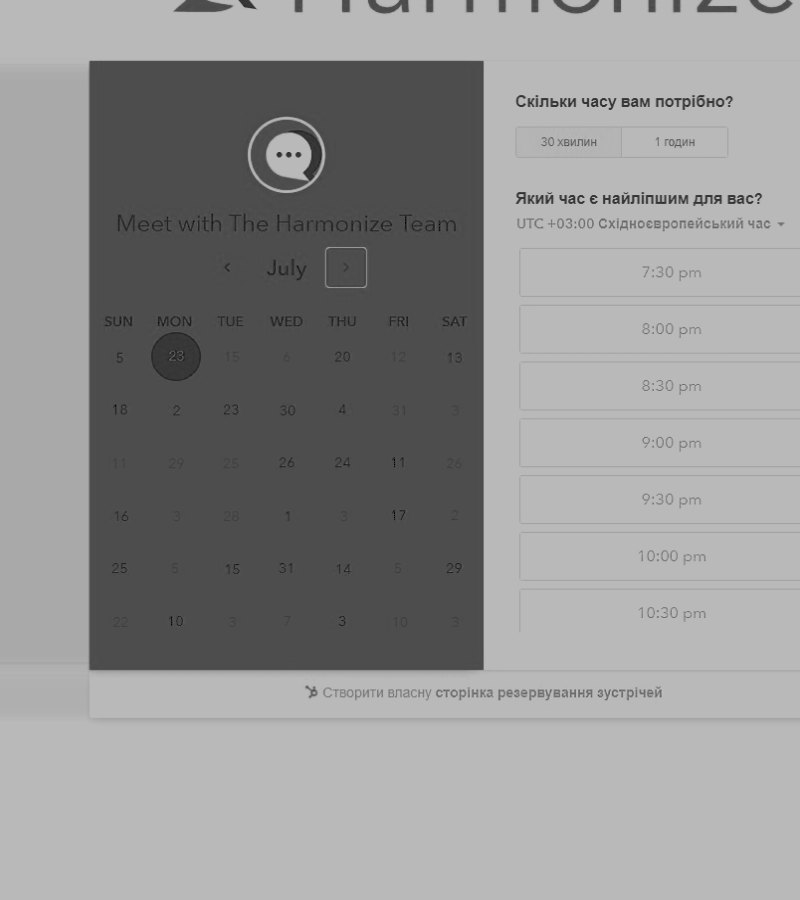 Harmonize
Meet with The Harmonize Team
July
SUN MON TUE WED THU FRI SAT
5 23 15 6 20 12 13
18 2 23 30 4 31 3
11 29 25 26 24 11 26
16 3 28 1 3 17 2
25 5 15 31 14 5 29
22 10 3 7 3 10 3
Скільки часу вам потрібно?
30 хвилин 1 годин
Який час є найліпшим для вас?
UTC +03:00 Східноєвропейський час
7:30 pm
8:00 pm
8:30 pm
9:00 pm
9:30 pm
10:00 pm
10:30 pm
Створити власну сторінка резервування зустрічей